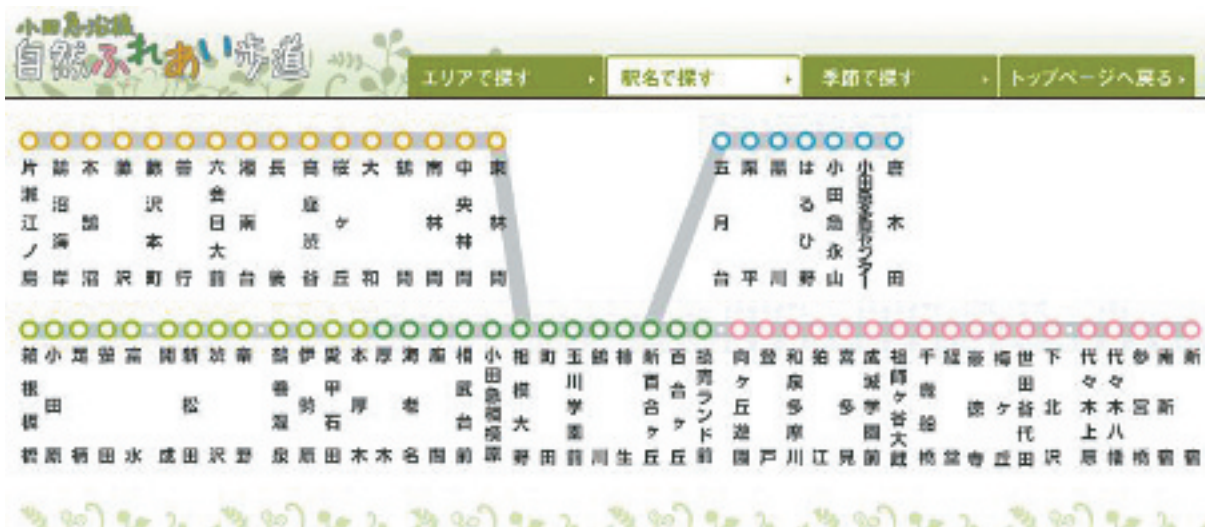 小田急沿線
自然ふれあい歩道
エリアで探す
駅名で探す
季節で探す
トップページへ戻る
片瀬江ノ島
鵠沼海岸
本鵠沼
藤沢
藤沢本町
善行
六会日大前
湘南台
長後
高座渋谷
桜ヶ丘
大和
鶴間
南林間
中央林間
東林間
五月台
栗平
黒川
はるひ野
小田急永山
小田急多摩センター
唐木田
箱根板橋
小田原
足柄
螢田
富水
開成
新松田
渋沢
秦野
鶴巻温泉
伊勢原
愛甲石田
本厚木
厚木
海老名
座間
相武台前
小田急相模原
相模大野
町田
玉川学園前
鶴川
柿生
新百合ヶ丘
百合ヶ丘
読売ランド前
向ヶ丘遊園
登戸
和泉多摩川
狛江
喜多見
成城学園前
祖師ヶ谷大蔵
千歳船橋
経堂
豪徳寺
梅ヶ丘
世田谷代田
下北沢
代々木上原
代々木八幡
参宮橋
南新宿
新宿